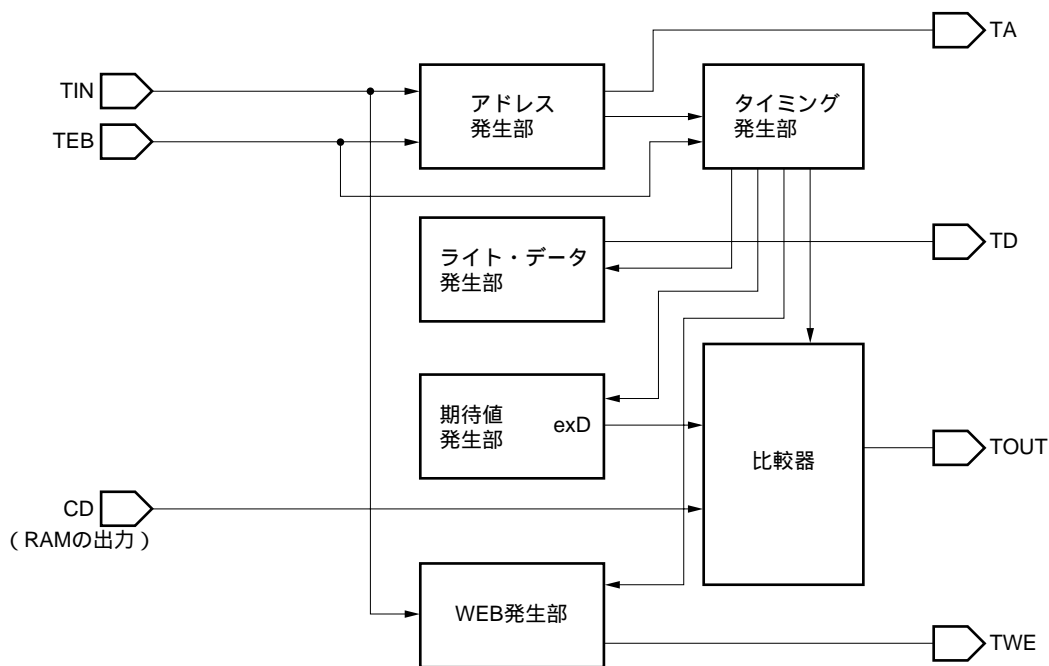 TA
TIN
アドレス
発生部
タイミング
発生部
TEB
ライト・データ
発生部
TD
期待値
発生部
exD
比較器
TOUT
CD
（RAMの出力）
WEB発生部
TWE